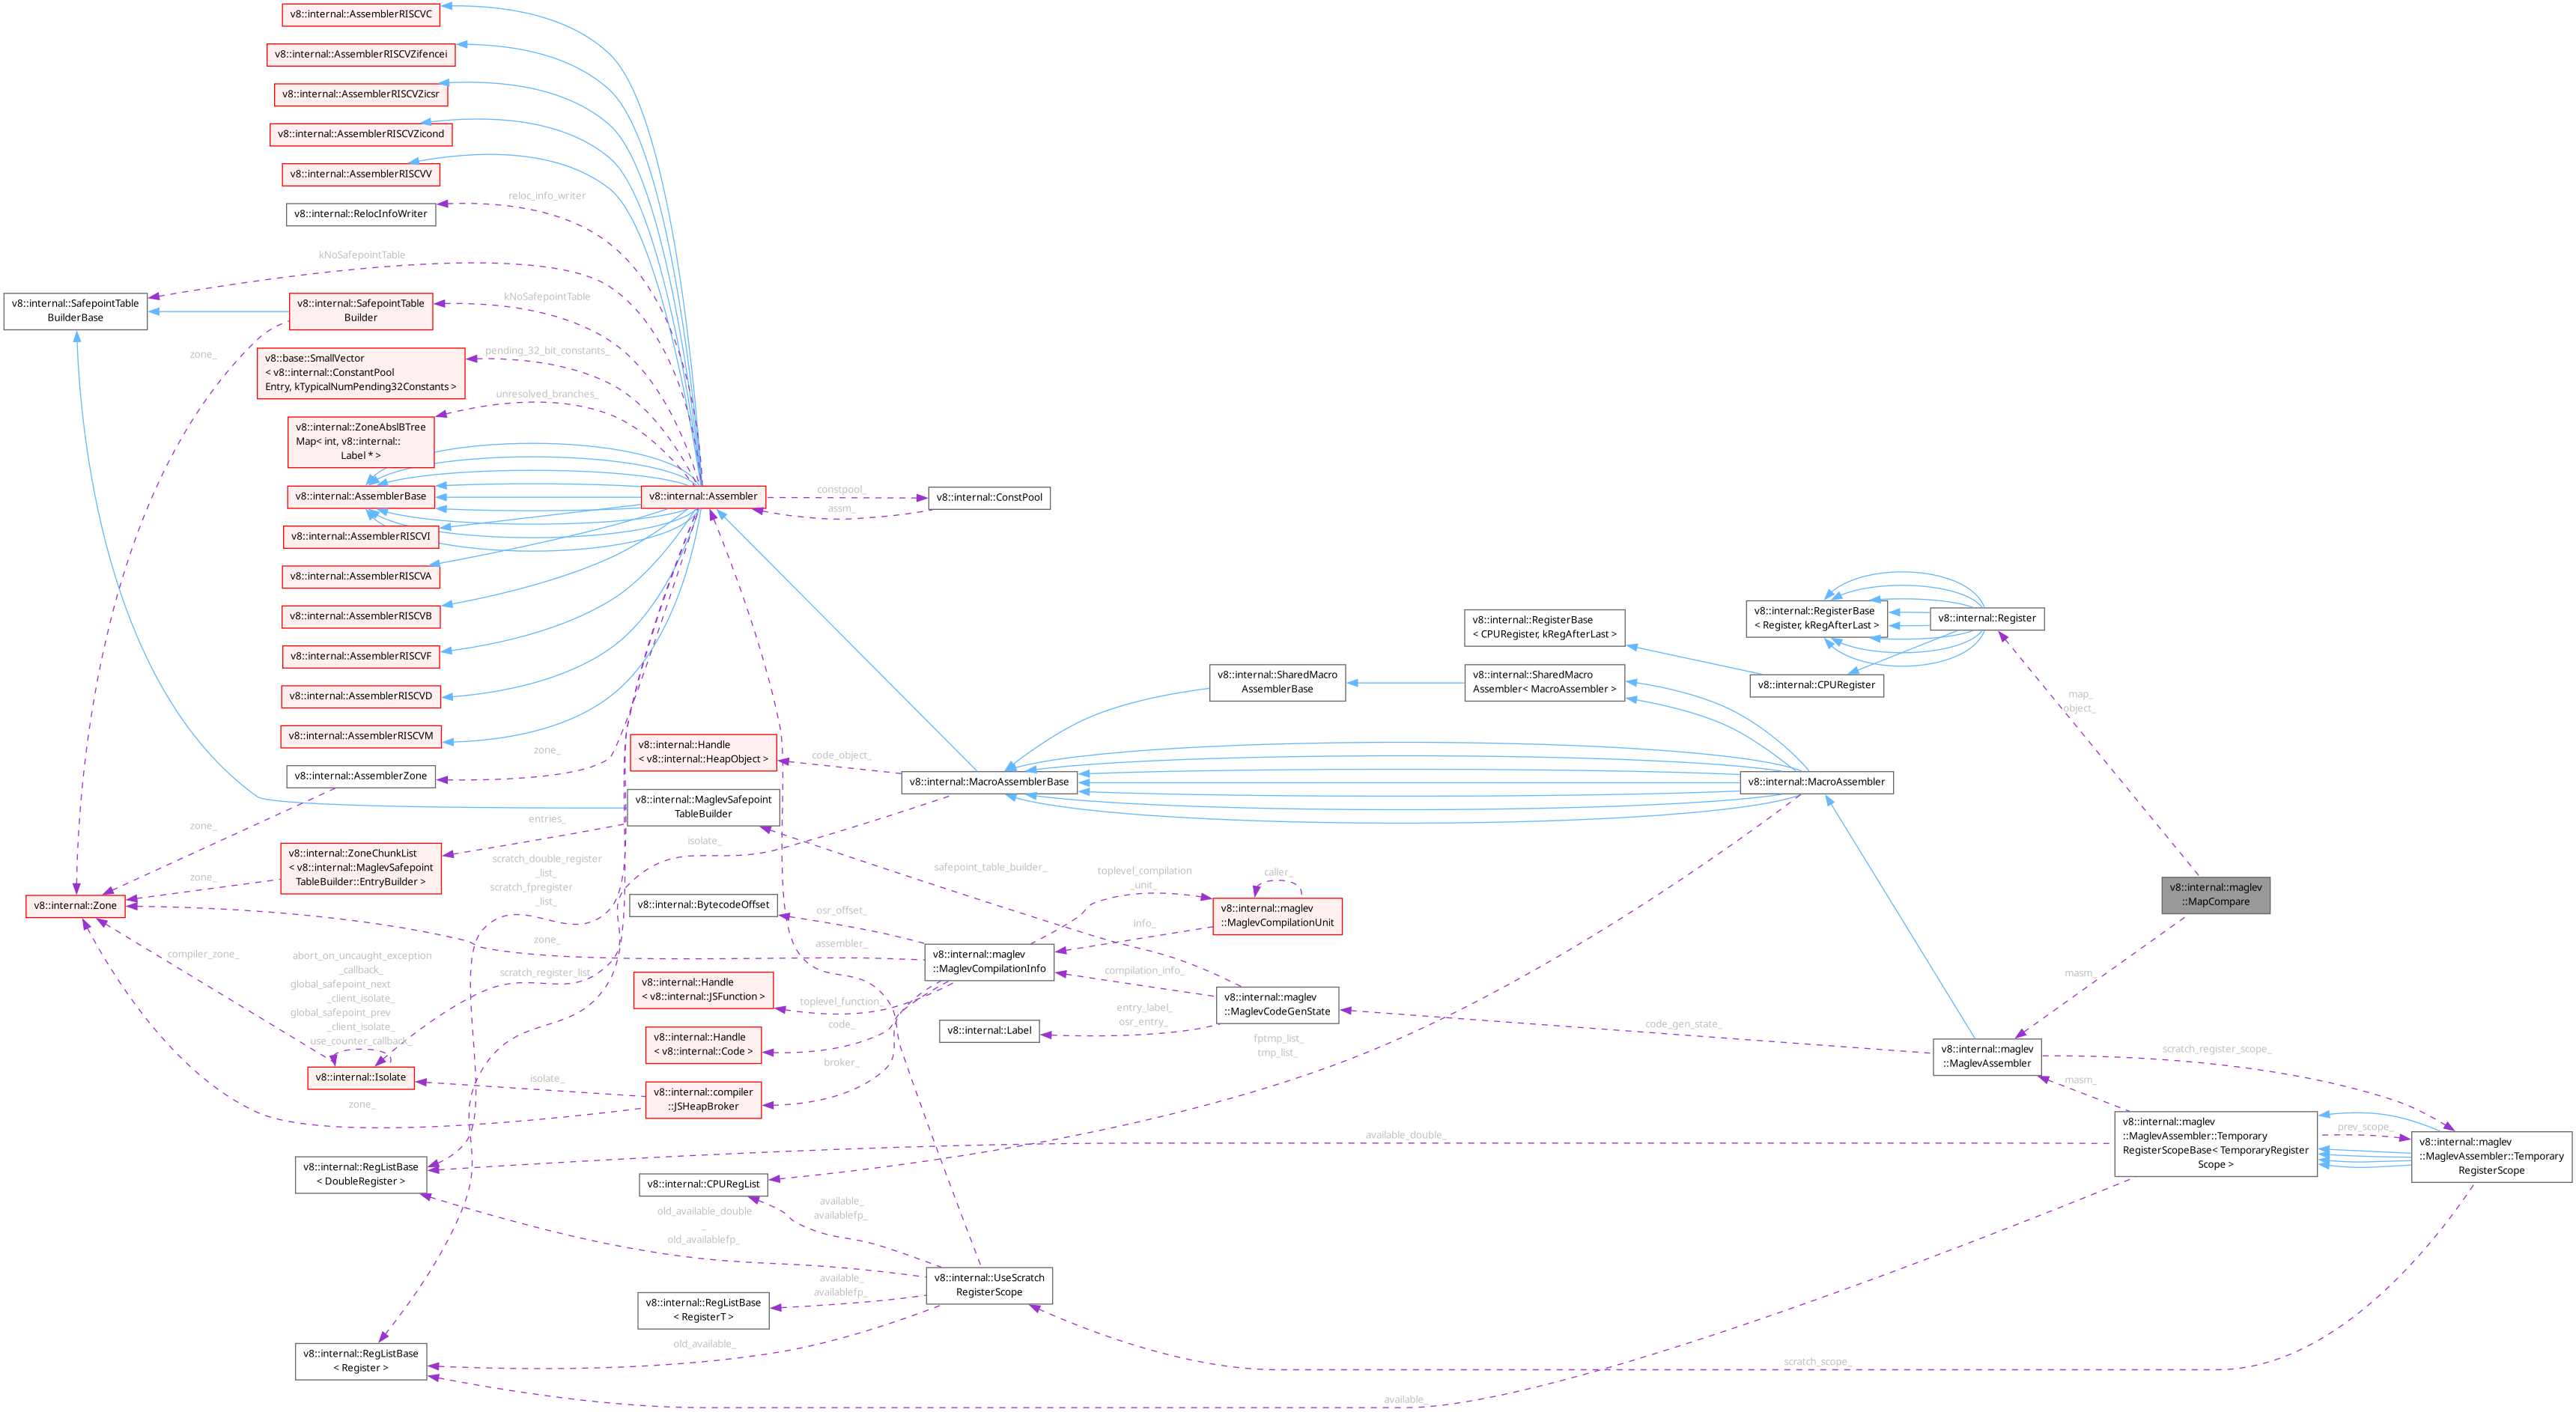 v8::internal::AssemblerRISCVC
v8::internal::AssemblerRISCVZifencei
v8::internal::AssemblerRISCVZicsr
v8::internal::AssemblerRISCVZicond
v8::internal::AssemblerRISCVV
v8::internal::RelocInfoWriter
reloc_info_writer
kNoSafepointTable
v8::internal::SafepointTable
BuilderBase
v8::internal::SafepointTable
Builder
kNoSafepointTable
zone_
v8::base::SmallVector
< v8::internal::ConstantPool
Entry, kTypicalNumPending32Constants >
pending_32_bit_constants_
unresolved_branches_
v8::internal::ZoneAbslBTree
Map< int, v8::internal::
Label * >
v8::internal::AssemblerBase
v8::internal::Assembler
constpool_
assm_
v8::internal::ConstPool
v8::internal::AssemblerRISCVI
v8::internal::AssemblerRISCVA
v8::internal::AssemblerRISCVB
v8::internal::AssemblerRISCVF
v8::internal::AssemblerRISCVD
v8::internal::AssemblerRISCVM
v8::internal::RegisterBase
< CPURegister, kRegAfterLast >
v8::internal::RegisterBase
< Register, kRegAfterLast >
v8::internal::Register
v8::internal::SharedMacro
AssemblerBase
v8::internal::SharedMacro
Assembler< MacroAssembler >
v8::internal::CPURegister
map_
object_
v8::internal::AssemblerZone
zone_
v8::internal::Handle
< v8::internal::HeapObject >
code_object_
v8::internal::MacroAssemblerBase
v8::internal::MacroAssembler
v8::internal::MaglevSafepoint
TableBuilder
zone_
entries_
isolate_
v8::internal::ZoneChunkList
< v8::internal::MaglevSafepoint
TableBuilder::EntryBuilder >
zone_
scratch_double_register
_list_
scratch_fpregister
_list_
safepoint_table_builder_
toplevel_compilation
_unit_
caller_
v8::internal::Zone
v8::internal::BytecodeOffset
osr_offset_
v8::internal::maglev
::MaglevCompilationUnit
info_
v8::internal::maglev
::MapCompare
zone_
assembler_
compiler_zone_
abort_on_uncaught_exception
_callback_
global_safepoint_next
_client_isolate_
global_safepoint_prev
_client_isolate_
use_counter_callback_
scratch_register_list_
v8::internal::maglev
::MaglevCompilationInfo
compilation_info_
masm_
v8::internal::Handle
< v8::internal::JSFunction >
toplevel_function_
v8::internal::maglev
::MaglevCodeGenState
entry_label_
osr_entry_
v8::internal::Label
code_
v8::internal::Handle
< v8::internal::Code >
broker_
code_gen_state_
fptmp_list_
tmp_list_
v8::internal::maglev
::MaglevAssembler
scratch_register_scope_
v8::internal::Isolate
isolate_
zone_
v8::internal::compiler
::JSHeapBroker
masm_
v8::internal::maglev
::MaglevAssembler::Temporary
RegisterScopeBase< TemporaryRegister
Scope >
prev_scope_
v8::internal::maglev
::MaglevAssembler::Temporary
RegisterScope
available_double_
v8::internal::RegListBase
< DoubleRegister >
v8::internal::CPURegList
available_
availablefp_
old_available_double
_
old_availablefp_
v8::internal::UseScratch
RegisterScope
available_
availablefp_
v8::internal::RegListBase
< RegisterT >
old_available_
v8::internal::RegListBase
< Register >
scratch_scope_
available_